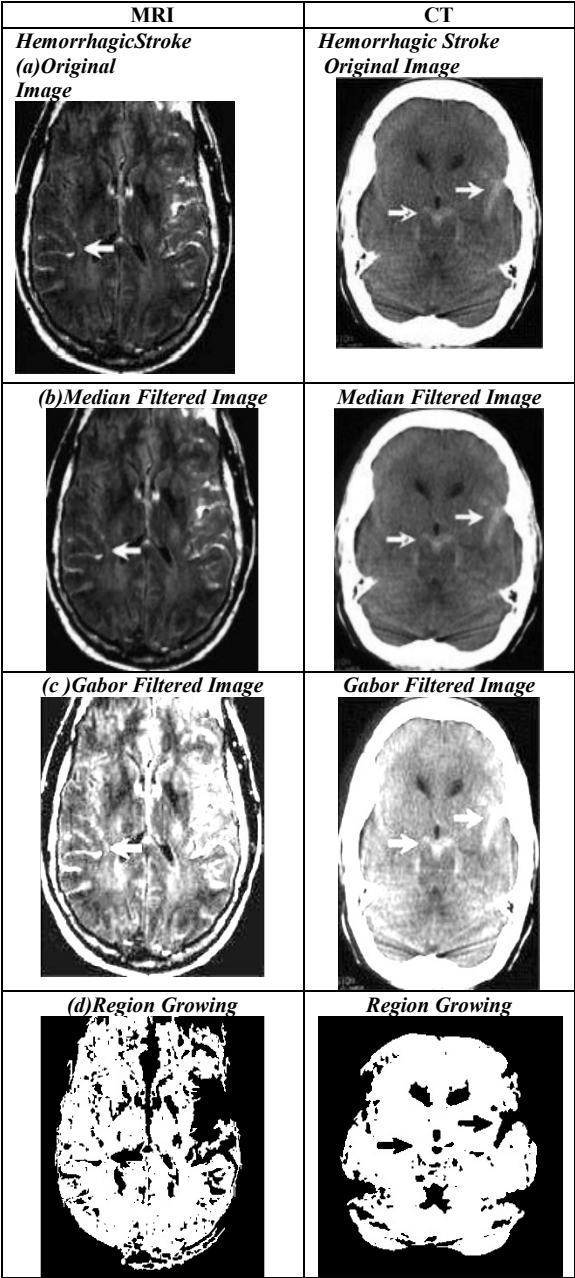 MRI
CT
HemorrhagicStroke
(a)Original
Image
Hemorrhagic Stroke
Original Image
(b)Median Filtered Image
Median Filtered Image
(c )Gabor Filtered Image
Gabor Filtered Image
(d)Region Growing
Region Growing